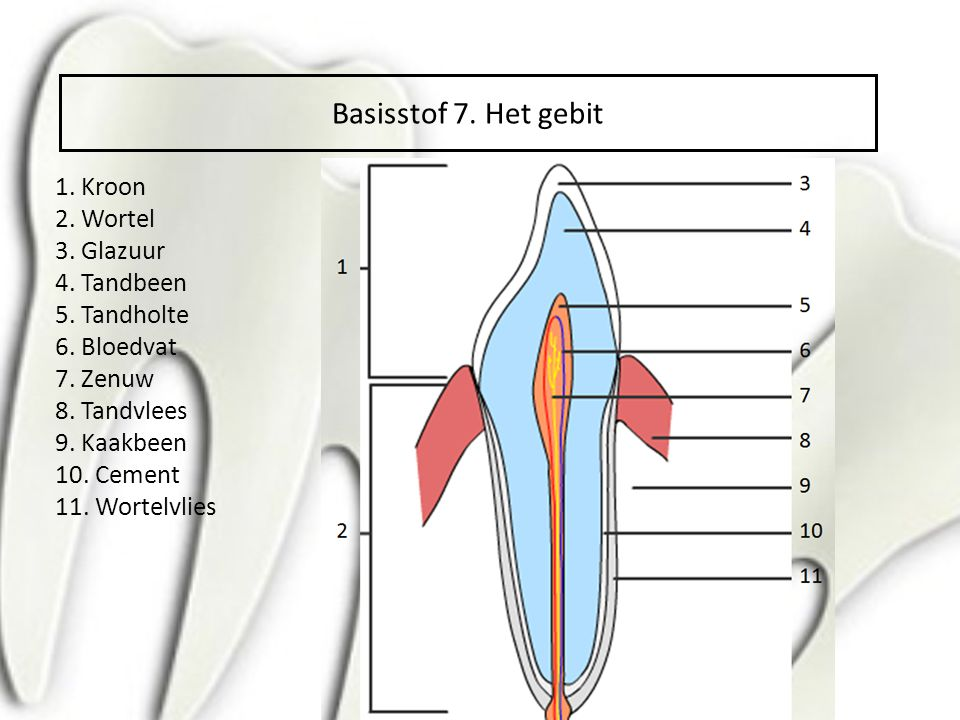 Basisstof 7. Het gebit
1. Kroon
2. Wortel
3. Glazuur
4. Tandbeen
5. Tandholte
6. Bloedvat
7. Zenuw
8. Tandvlees
9. Kaakbeen
10. Cement
11. Wortelvlies
1
2
3
4
5
6
7
8
9
10
11